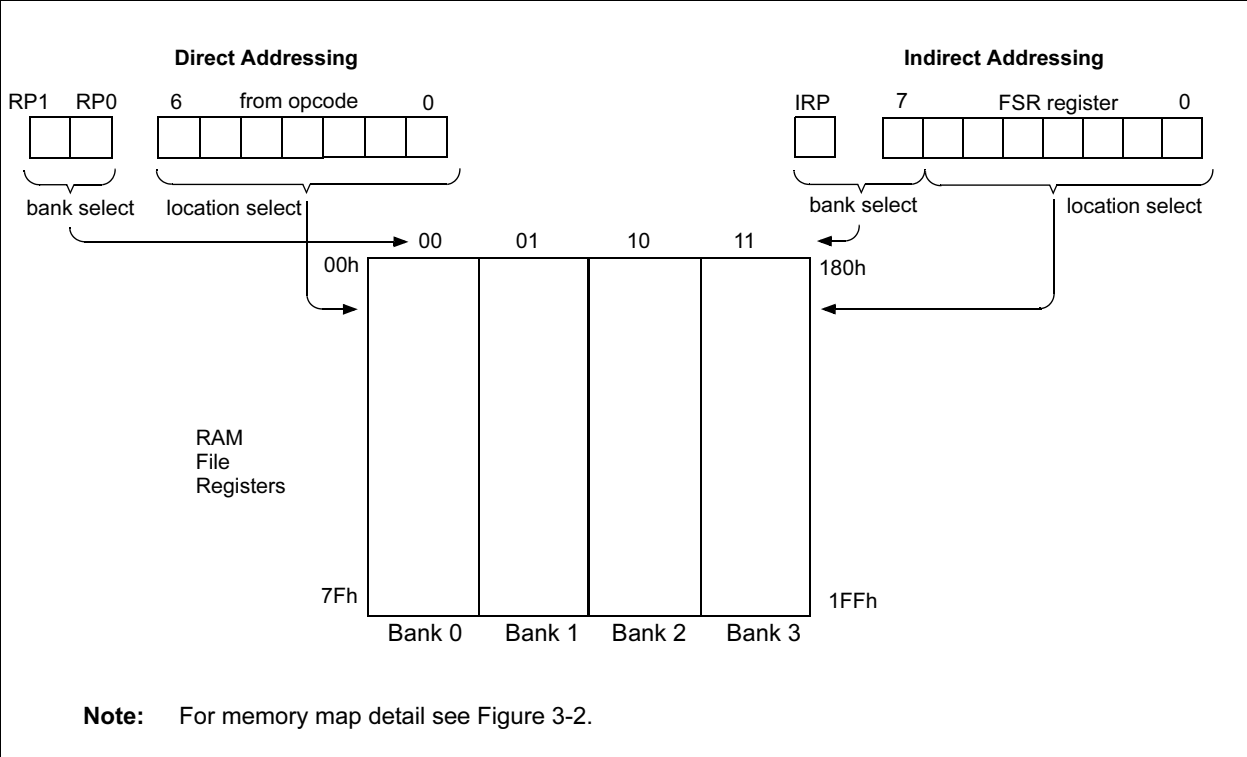 Direct Addressing
Indirect Addressing
RP1 RP0 6 from opcode 0
IRP 7 FSR register 0
bank select location select
bank select location select
00 01 10 11
00h
180h
RAM
File
Registers
7Fh
1FFh
Bank 0 Bank 1 Bank 2 Bank 3
Note: For memory map detail see Figure 3-2.